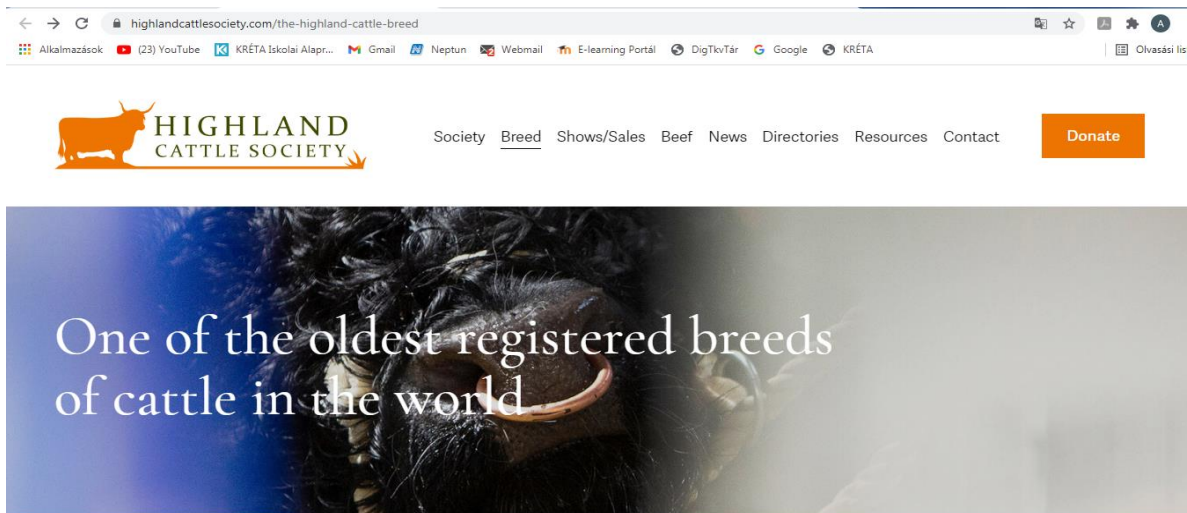 highlandcattlesociety.com/the-highland-cattle-breed
A
Alkalmazások (23) YouTube KRÉTA Iskolai Alapr... Gmail Neptun Webmail E-learning Portál DigTkvTár Google KRÉTA Olvasási lis
HIGHLAND
CATTLE SOCIETY
Society Breed Shows/Sales Beef News Directories Resources Contact Donate
One of the oldest registered breeds
of cattle in the world